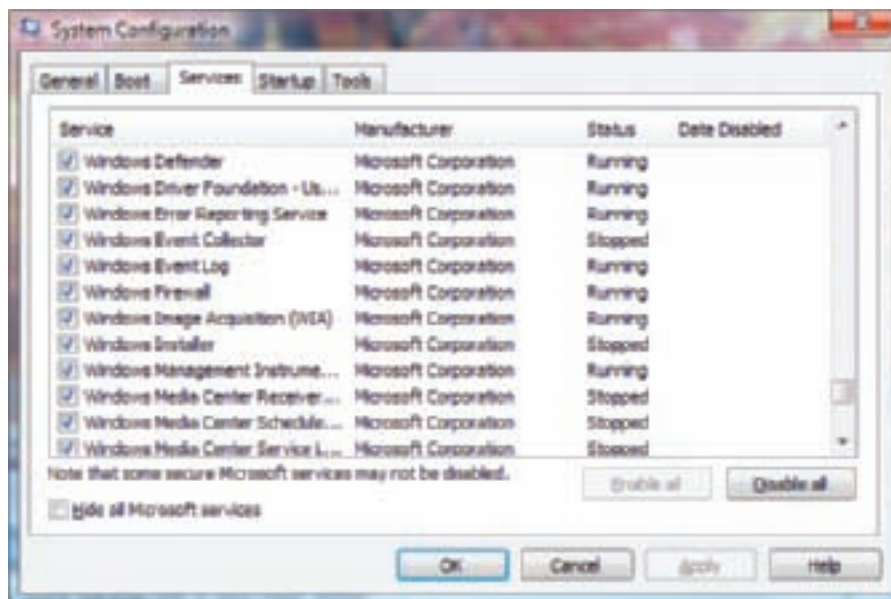 System Configuration
General Boot Services Startup Tools
Service Manufacturer Status Date Disabled
Windows Defender Microsoft Corporation Running
Windows Driver Foundation - Us... Microsoft Corporation Running
Windows Error Reporting Service Microsoft Corporation Running
Windows Event Collector Microsoft Corporation Stopped
Windows Event Log Microsoft Corporation Running
Windows Firewall Microsoft Corporation Running
Windows Image Acquisition (WIA) Microsoft Corporation Running
Windows Installer Microsoft Corporation Stopped
Windows Management Instrume... Microsoft Corporation Running
Windows Media Center Receiver... Microsoft Corporation Stopped
Windows Media Center Schedule... Microsoft Corporation Stopped
Windows Media Center Service L... Microsoft Corporation Stopped
Note that some secure Microsoft services may not be disabled.
Enable all Disable all
Hide all Microsoft services
OK Cancel Apply Help